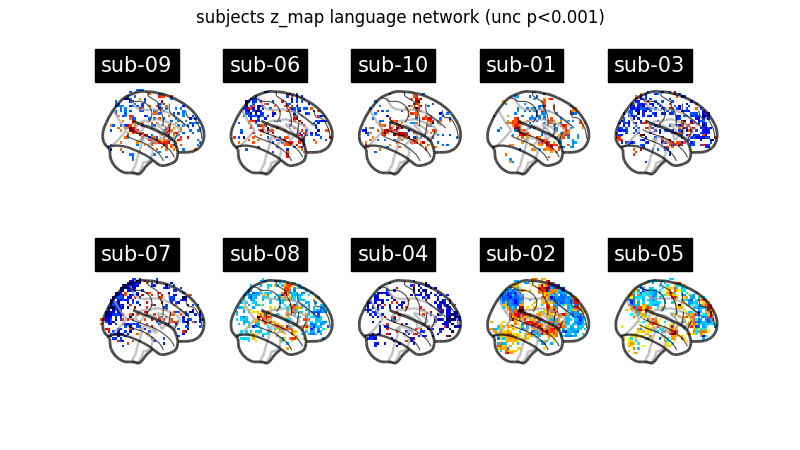 subjects z_map language network (unc p<0.001)
sub-09
sub-06
sub-10
sub-01
sub-03
sub-07
sub-08
sub-04
sub-02
sub-05